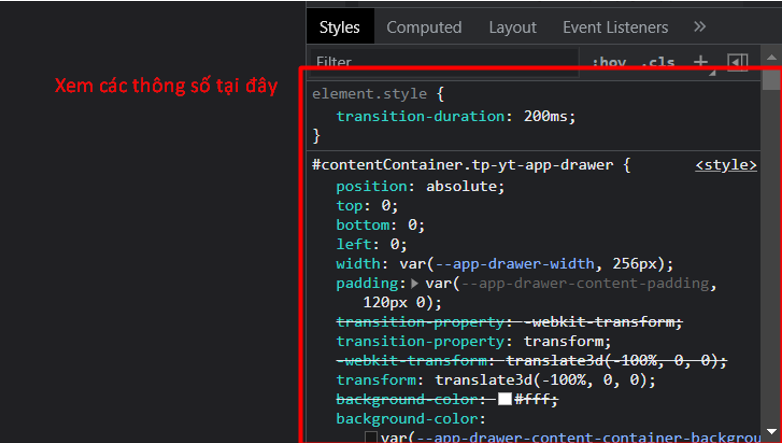 Styles Computed Layout Event Listeners »
Filter :hov .cls +
Xem các thông số tại đây
element.style {
transition-duration: 200ms;
}
#contentContainer.tp-yt-app-drawer { <style>
position: absolute;
top: 0;
bottom: 0;
left: 0;
width: var(--app-drawer-width, 256px);
padding: var(--app-drawer-content-padding,
120px 0);
transition-property: -webkit-transform;
transition-property: transform;
-webkit-transform: translate3d(-100%, 0, 0);
transform: translate3d(-100%, 0, 0);
background-color: #fff;
background-color:
var(--app-drawer-content-container-backgrou